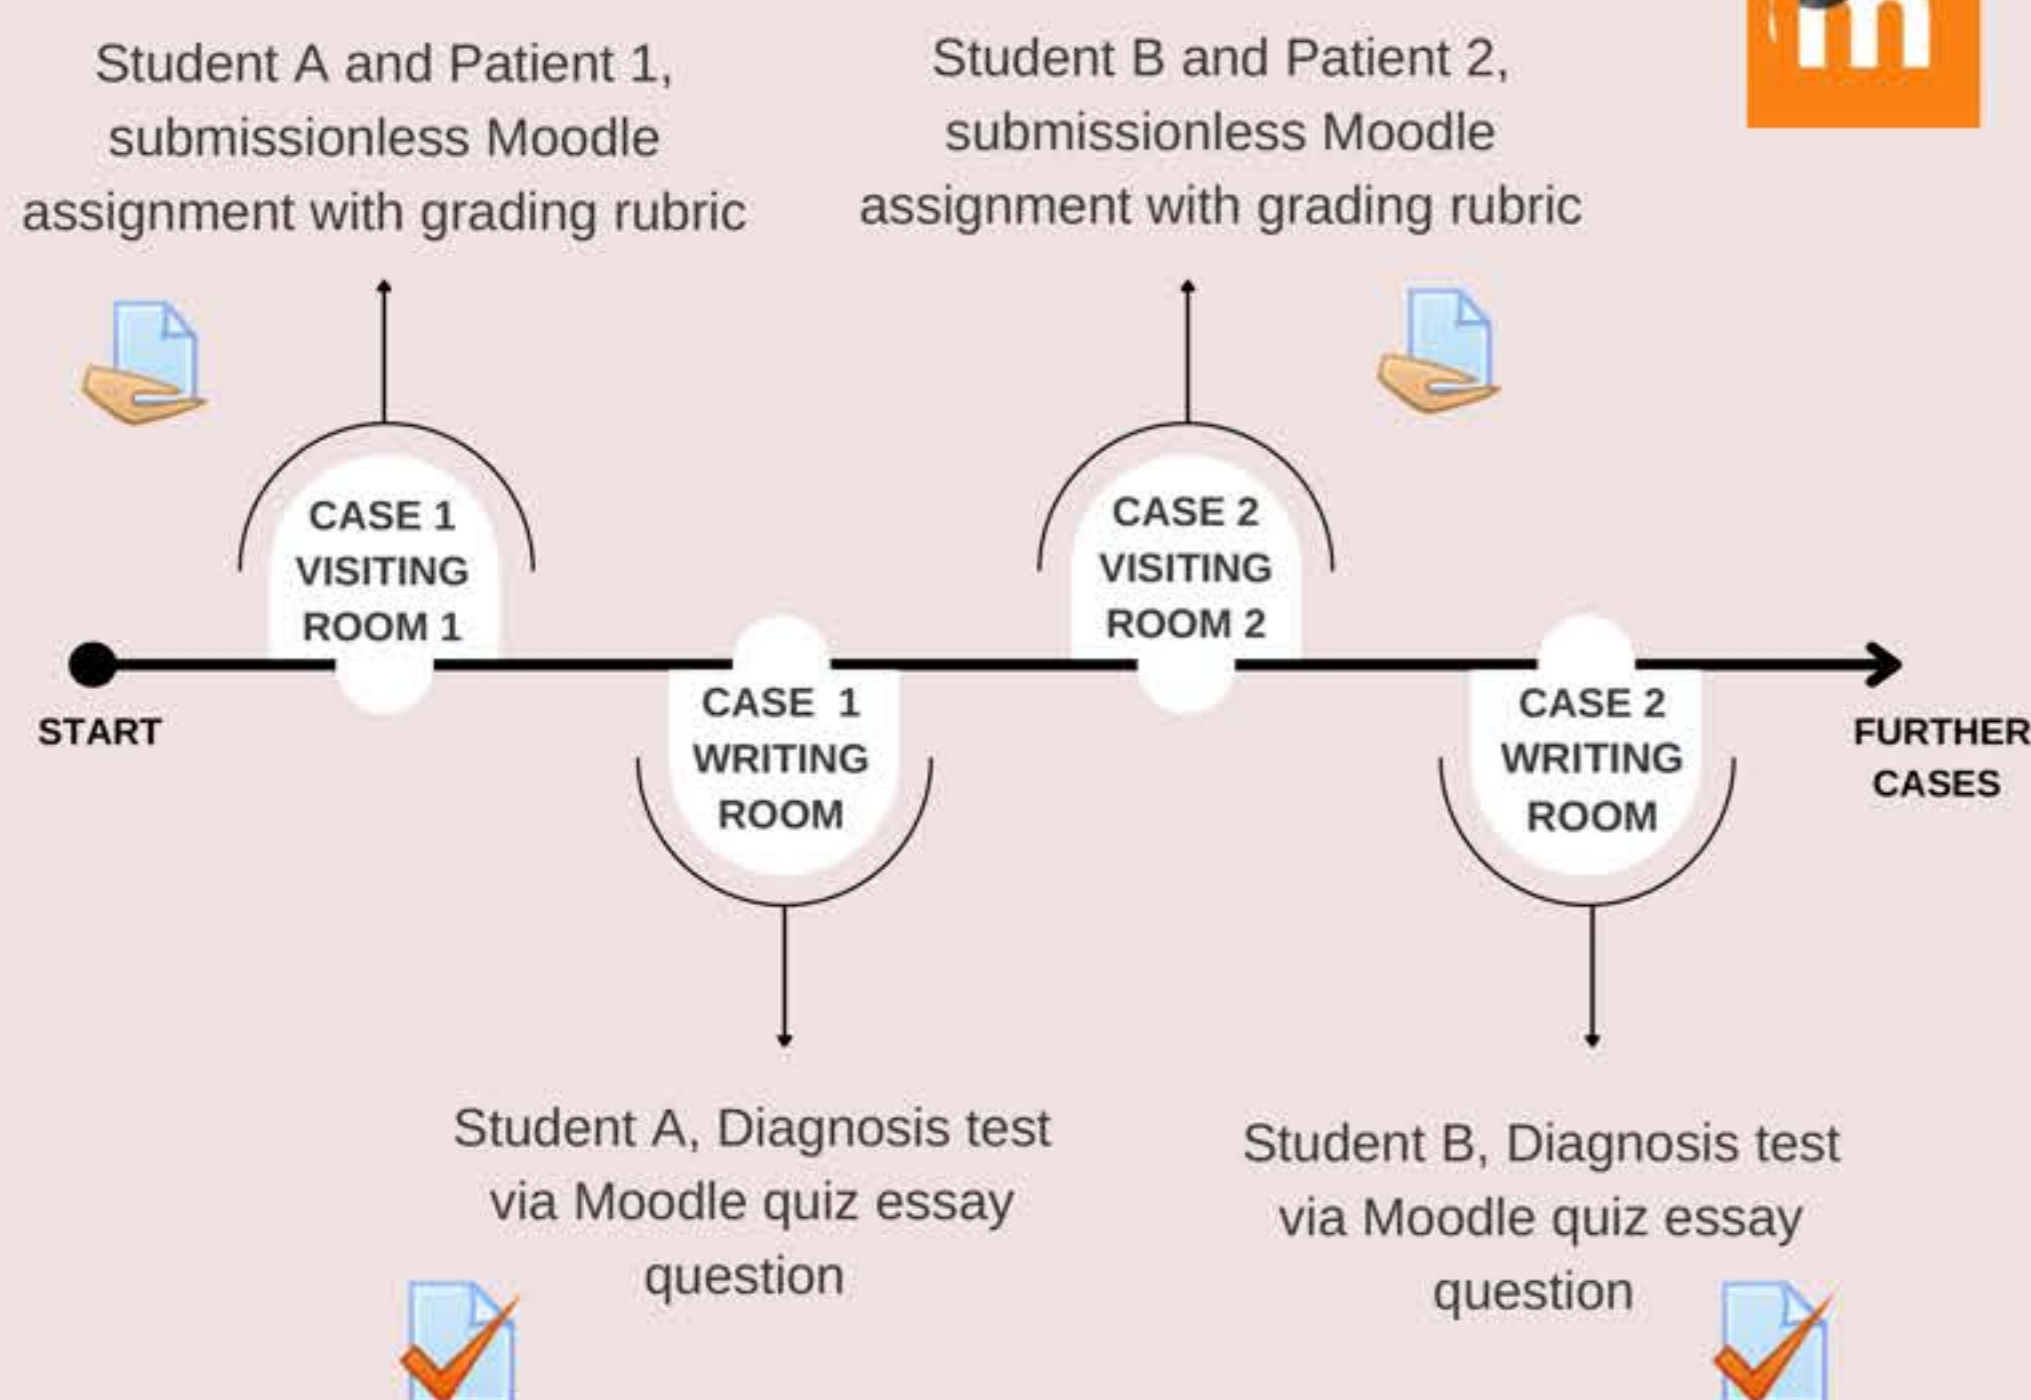 Student A and Patient 1,
submissionless Moodle
assignment with grading rubric
Student B and Patient 2,
submissionless Moodle
assignment with grading rubric
m
CASE 1
VISITING
ROOM 1
CASE 2
VISITING
ROOM 2
START
CASE 1
WRITING
ROOM
CASE 2
WRITING
ROOM
FURTHER
CASES
Student A, Diagnosis test
via Moodle quiz essay
question
Student B, Diagnosis test
via Moodle quiz essay
question